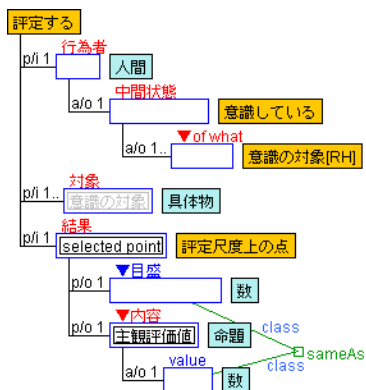 評定する
行為者
p/i 1 人間
中間状態
a/o 1 意識している
▼of what
a/o 1.. 意識の対象[RH]
対象
p/i 1.. 意識の対象 具体物
結果
p/i 1 selected point 評定尺度上の点
▼目盛
p/o 1 数
▼内容
p/o 1 主観評価値 命題 class
sameAs
value class
a/o 1 数